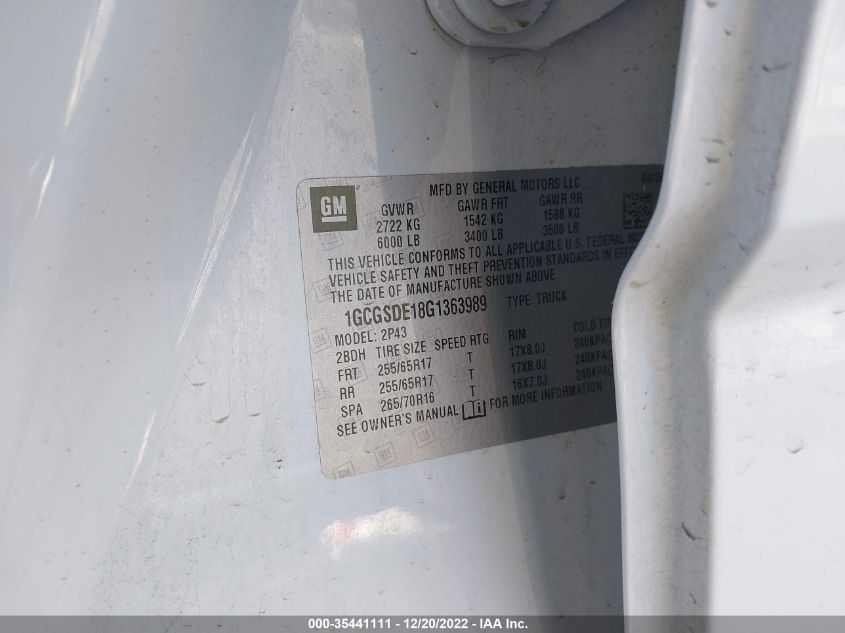 GM
MFD BY GENERAL MOTORS LLC
GVWR GAWR FRT GAWR RR
2722 KG 1542 KG 1588 KG
6000 LB 3400 LB 3500 LB
THIS VEHICLE CONFORMS TO ALL APPLICABLE U.S. FEDERAL
VEHICLE SAFETY AND THEFT PREVENTION STANDARDS IN EFFE
THE DATE OF MANUFACTURE SHOWN ABOVE.
1GCGSDE18G1363989 TYPE: TRUCK
MODEL: 2P43
2BDH TIRE SIZE SPEED RTG RIM COLD TI
FRT 255/65R17 T 17X8.0J 240KPA
RR 255/65R17 T 17X8.0J 240KPA
SPA 265/70R16 T 16X7.0J 240KPA
SEE OWNER'S MANUAL FOR MORE INFORMATION.
000-35441111 - 12/20/2022 - IAA Inc.